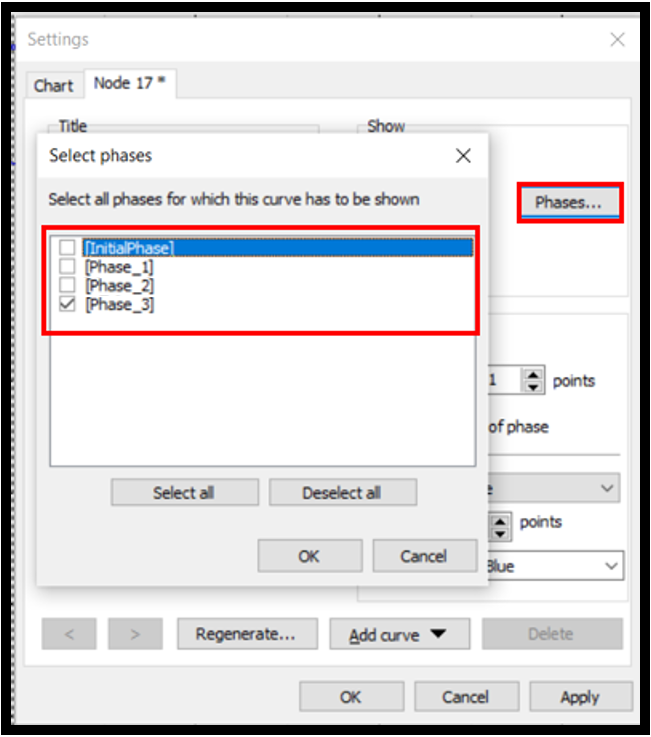 Settings
Chart
Node 17 *
Title
Show
Select phases
Select all phases for which this curve has to be shown
Phases...
[InitialPhase]
[Phase_1]
[Phase_2]
[Phase_3]
1
points
of phase
Select all
Deselect all
points
OK
Cancel
Blue
<
>
Regenerate...
Add curve
Delete
OK
Cancel
Apply